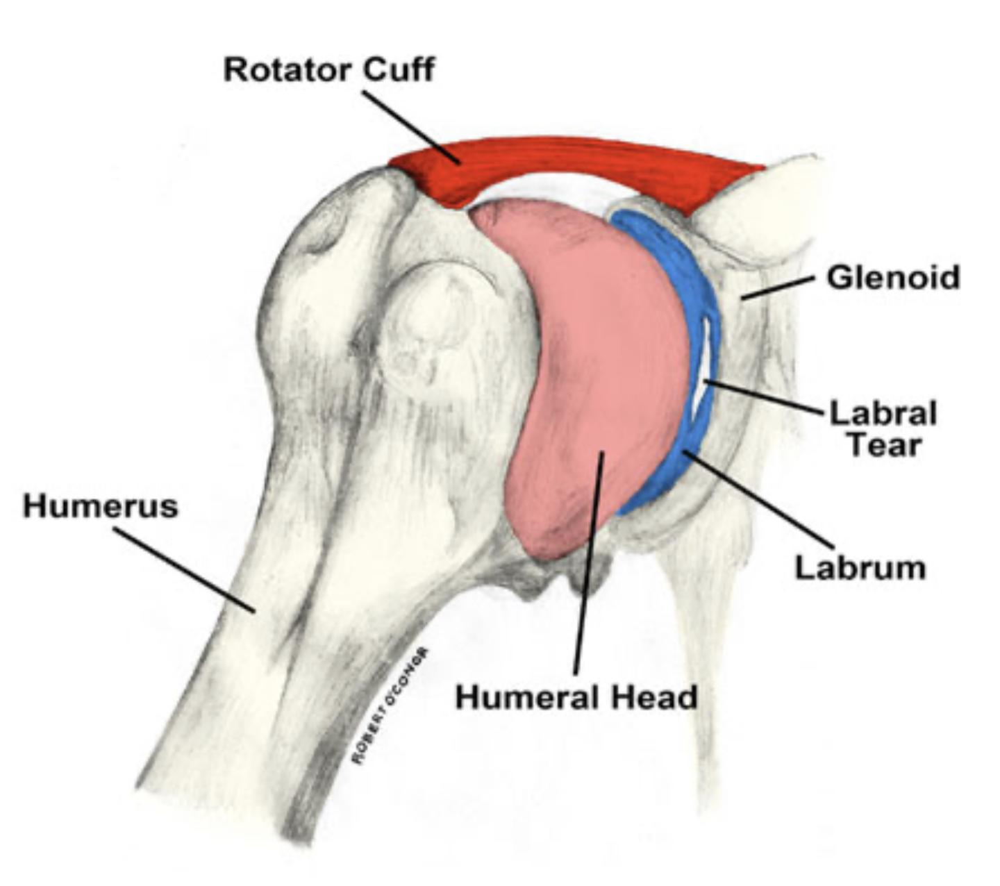 Rotator Cuff
Glenoid
Labral
Tear
Humerus
Labrum
Humeral Head
ROBERT O'CONOR